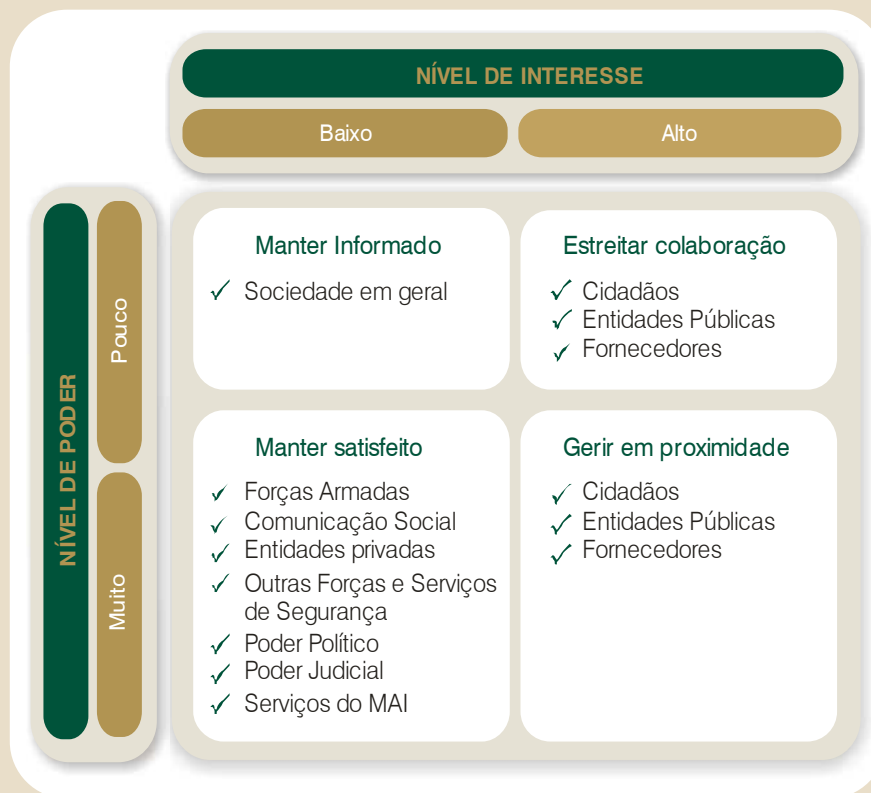 NÍVEL DE INTERESSE
Baixo
Alto
NÍVEL DE PODER
Pouco
Muito
Manter Informado
Sociedade em geral
Estreitar colaboração
Cidadãos
Entidades Públicas
Fornecedores
Manter satisfeito
Forças Armadas
Comunicação Social
Entidades privadas
Outras Forças e Serviços
de Segurança
Poder Político
Poder Judicial
Serviços do MAI
Gerir em proximidade
Cidadãos
Entidades Públicas
Fornecedores